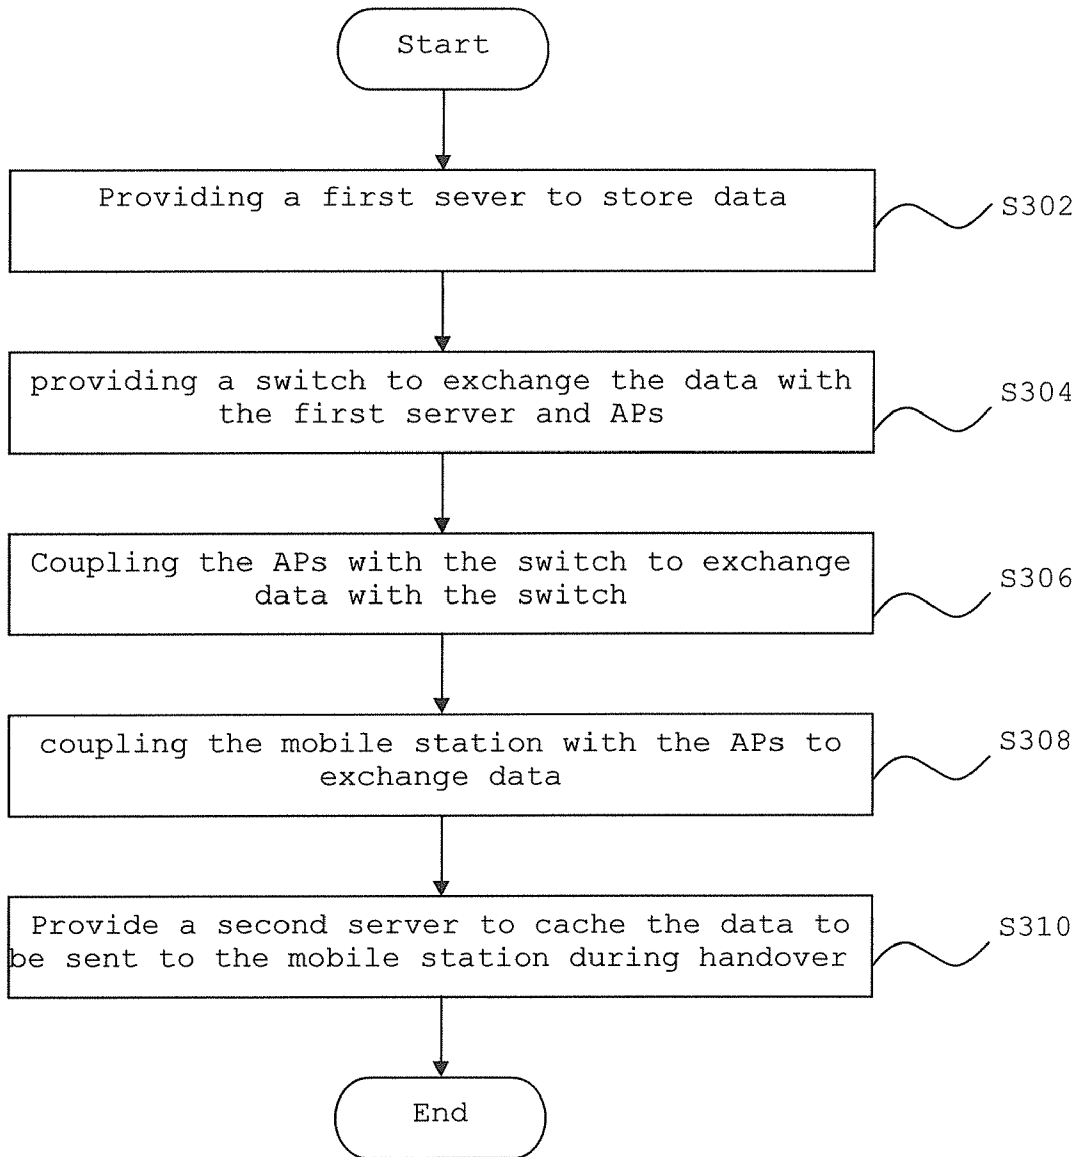 Start
Providing a first sever to store data
S302
providing a switch to exchange the data with
the first server and APs
S304
Coupling the APs with the switch to exchange
data with the switch
S306
coupling the mobile station with the APs to
exchange data
S308
Provide a second server to cache the data to
be sent to the mobile station during handover
S310
End